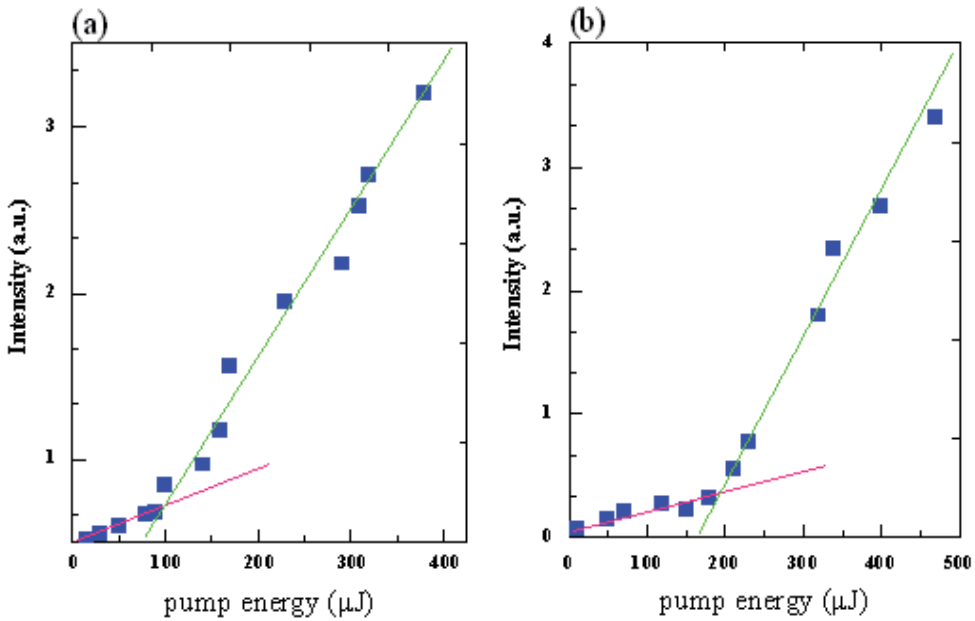 (a)
3
2
1
0 100 200 300 400
Intensity (a.u.)
pump energy (μJ)
(b)
4
3
2
1
0
0 100 200 300 400 500
Intensity (a.u.)
pump energy (μJ)